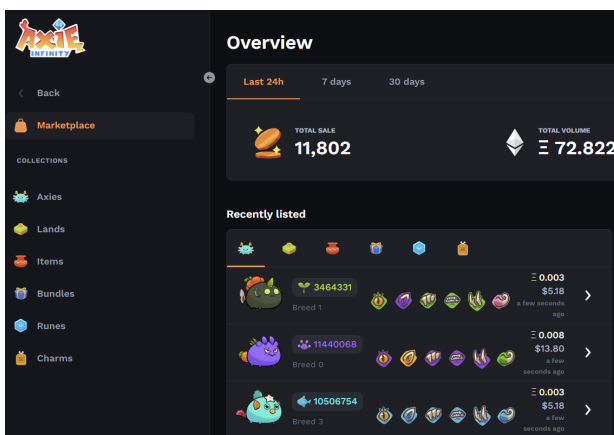 AXIE
INFINITY
Back
Marketplace
COLLECTIONS
Axies
Lands
Items
Bundles
Runes
Charms
Overview
Last 24h 7 days 30 days
TOTAL SALE
11,802
TOTAL VOLUME
Ξ 72.822
Recently listed
3464331
Breed 1
Ξ 0.003
$5.18
a few seconds
ago
11440068
Breed 0
Ξ 0.008
$13.80
a few
seconds ago
10506754
Breed 3
Ξ 0.003
$5.18
a few
seconds ago